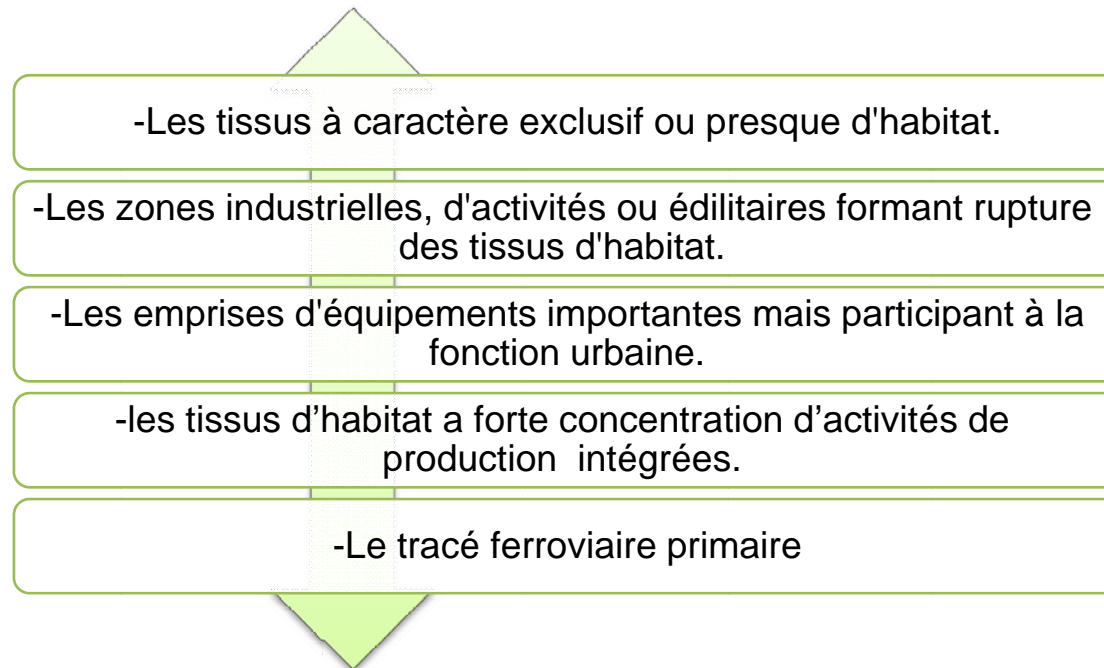 -Les tissus à caractère exclusif ou presque d'habitat.
-Les zones industrielles, d'activités ou édilitaires formant rupture
des tissus d'habitat.
-Les emprises d'équipements importantes mais participant à la
fonction urbaine.
-les tissus d’habitat a forte concentration d’activités de
production  intégrées.
-Le tracé ferroviaire primaire